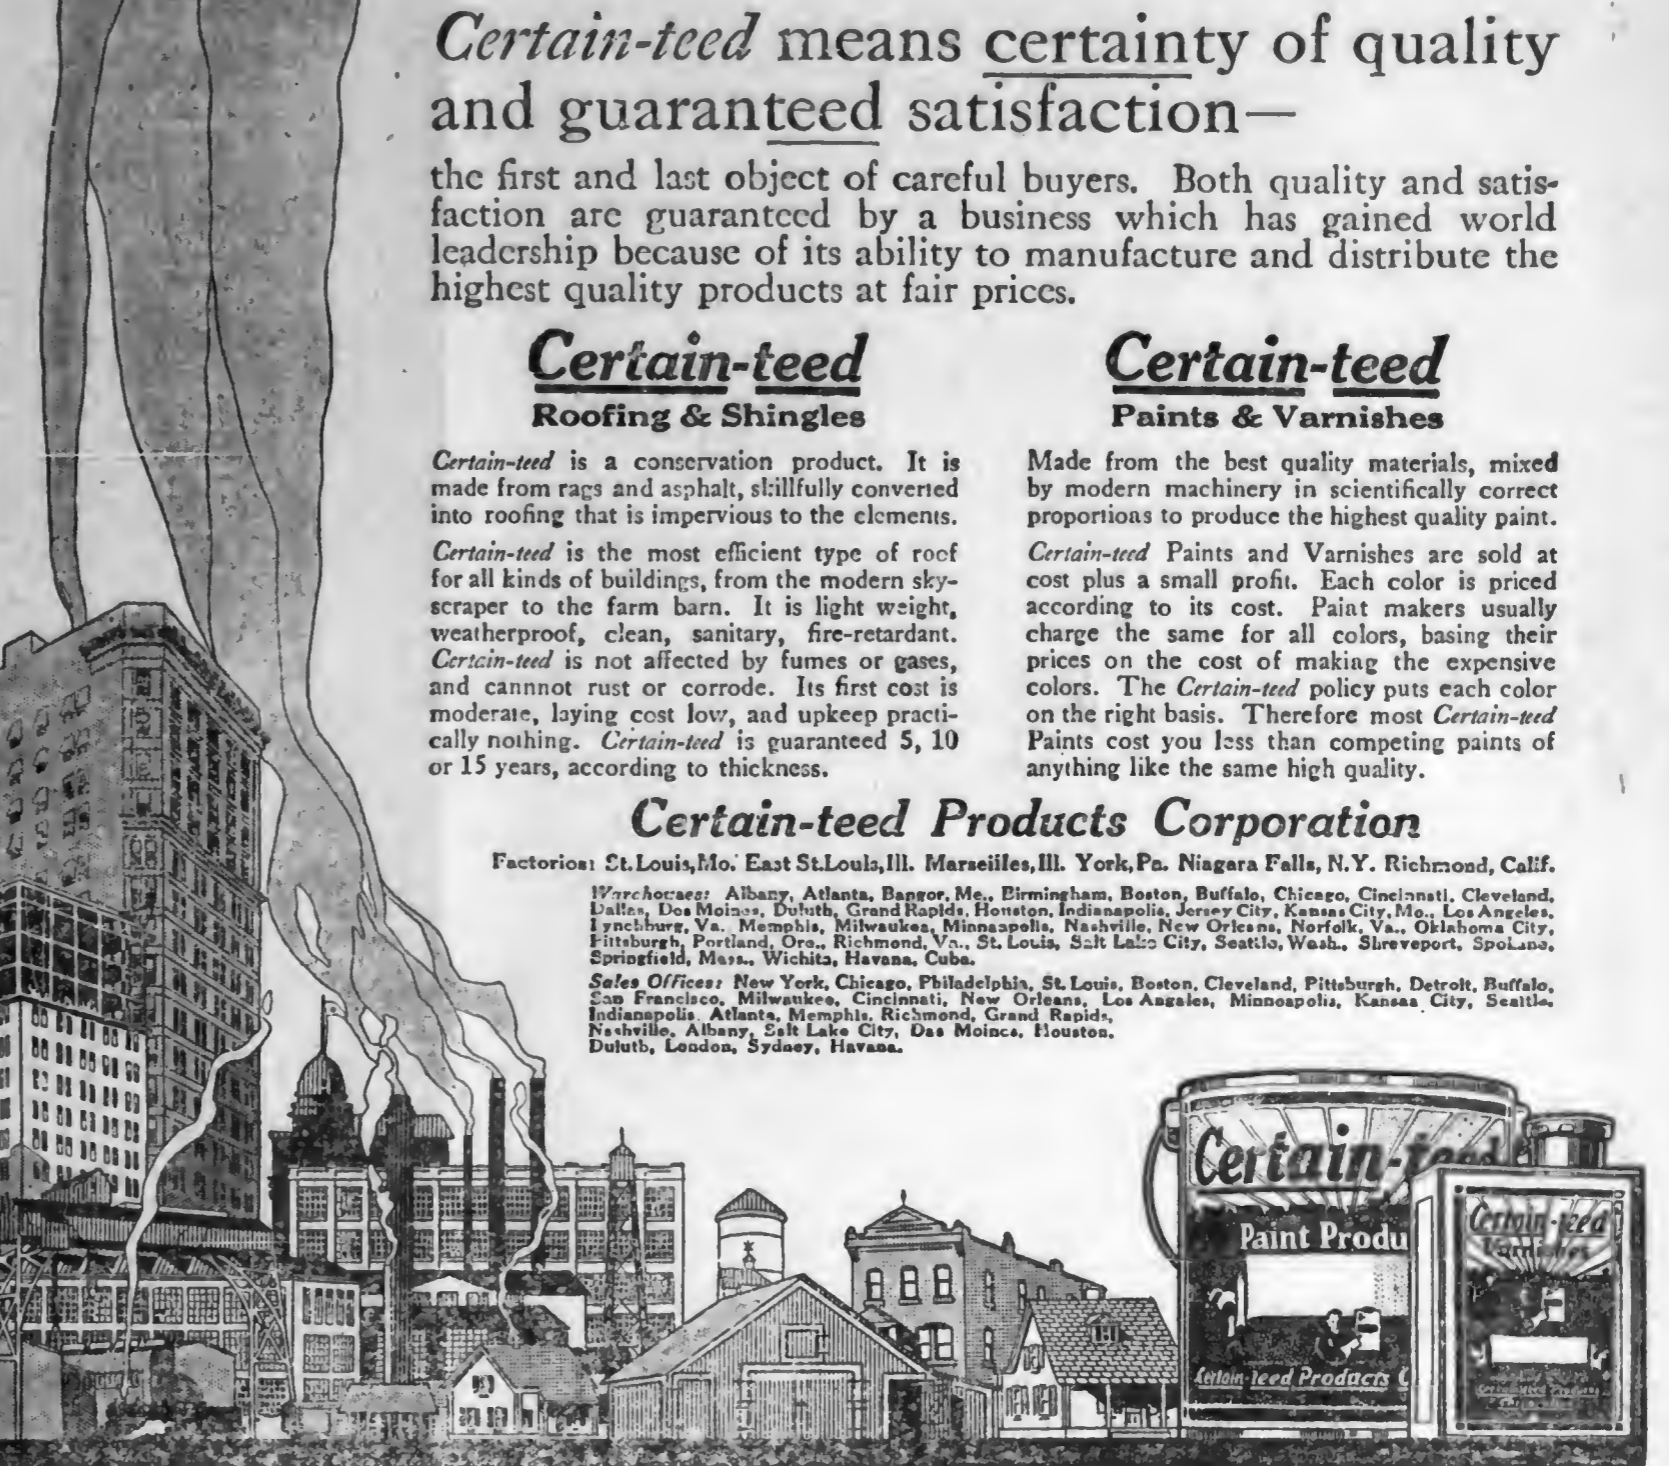 Certain-teed means certainty of quality
and guaranteed satisfaction—
the first and last object of careful buyers. Both quality and satis-
faction are guaranteed by a business which has gained world
leadership because of its ability to manufacture and distribute the
highest quality products at fair prices.
Certain-teed
Roofing & Shingles
Certain-teed is a conservation product. It is
made from rags and asphalt, skillfully converted
into roofing that is impervious to the elements.
Certain-teed is the most efficient type of roof
for all kinds of buildings, from the modern sky-
scraper to the farm barn. It is light weight,
weatherproof, clean, sanitary, fire-retardant.
Certain-teed is not affected by fumes or gases,
and cannnot rust or corrode. Its first cost is
moderate, laying cost low, and upkeep practi-
cally nothing. Certain-teed is guaranteed 5, 10
or 15 years, according to thickness.
Certain-teed
Paints & Varnishes
Made from the best quality materials, mixed
by modern machinery in scientifically correct
proportions to produce the highest quality paint.
Certain-teed Paints and Varnishes are sold at
cost plus a small profit. Each color is priced
according to its cost. Paint makers usually
charge the same for all colors, basing their
prices on the cost of making the expensive
colors. The Certain-teed policy puts each color
on the right basis. Therefore most Certain-teed
Paints cost you less than competing paints of
anything like the same high quality.
Certain-teed Products Corporation
Factories: St. Louis, Mo. East St. Louis, Ill. Marseilles, Ill. York, Pa. Niagara Falls, N.Y. Richmond, Calif.
Warehouses: Albany, Atlanta, Bangor, Me., Birmingham, Boston, Buffalo, Chicago, Cincinnati, Cleveland,
Dallas, Des Moines, Duluth, Grand Rapids, Houston, Indianapolis, Jersey City, Kansas City, Mo., Los Angeles,
Lynchburg, Va. Memphis, Milwaukee, Minneapolis, Nashville, New Orleans, Norfolk, Va., Oklahoma City,
Pittsburgh, Portland, Ore., Richmond, Va., St. Louis, Salt Lake City, Seattle, Wash., Shreveport, Spokane,
Springfield, Mass., Wichita, Havana, Cuba.
Sales Offices: New York, Chicago, Philadelphia, St. Louis, Boston, Cleveland, Pittsburgh, Detroit, Buffalo,
San Francisco, Milwaukee, Cincinnati, New Orleans, Los Angeles, Minneapolis, Kansas City, Seattle,
Indianapolis, Atlanta, Memphis, Richmond, Grand Rapids,
Nashville, Albany, Salt Lake City, Des Moines, Houston,
Duluth, London, Sydney, Havana.
Certain-teed
Paint Produ
Certain-teed Products C
Certain-teed
Varnishes